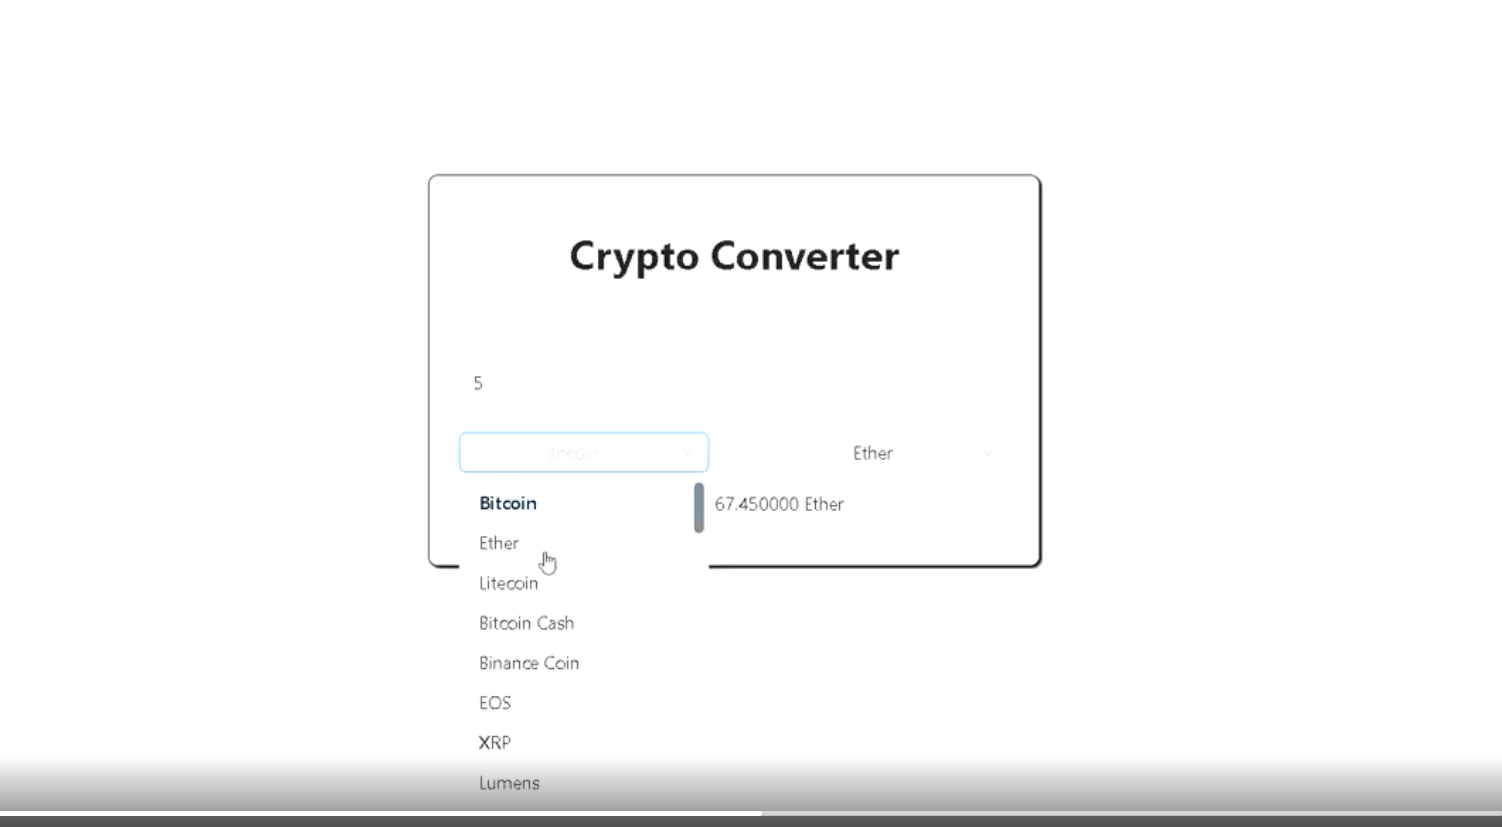 Crypto Converter
5
Bitcoin
Ether
Bitcoin
67.450000 Ether
Ether
Litecoin
Bitcoin Cash
Binance Coin
EOS
XRP
Lumens